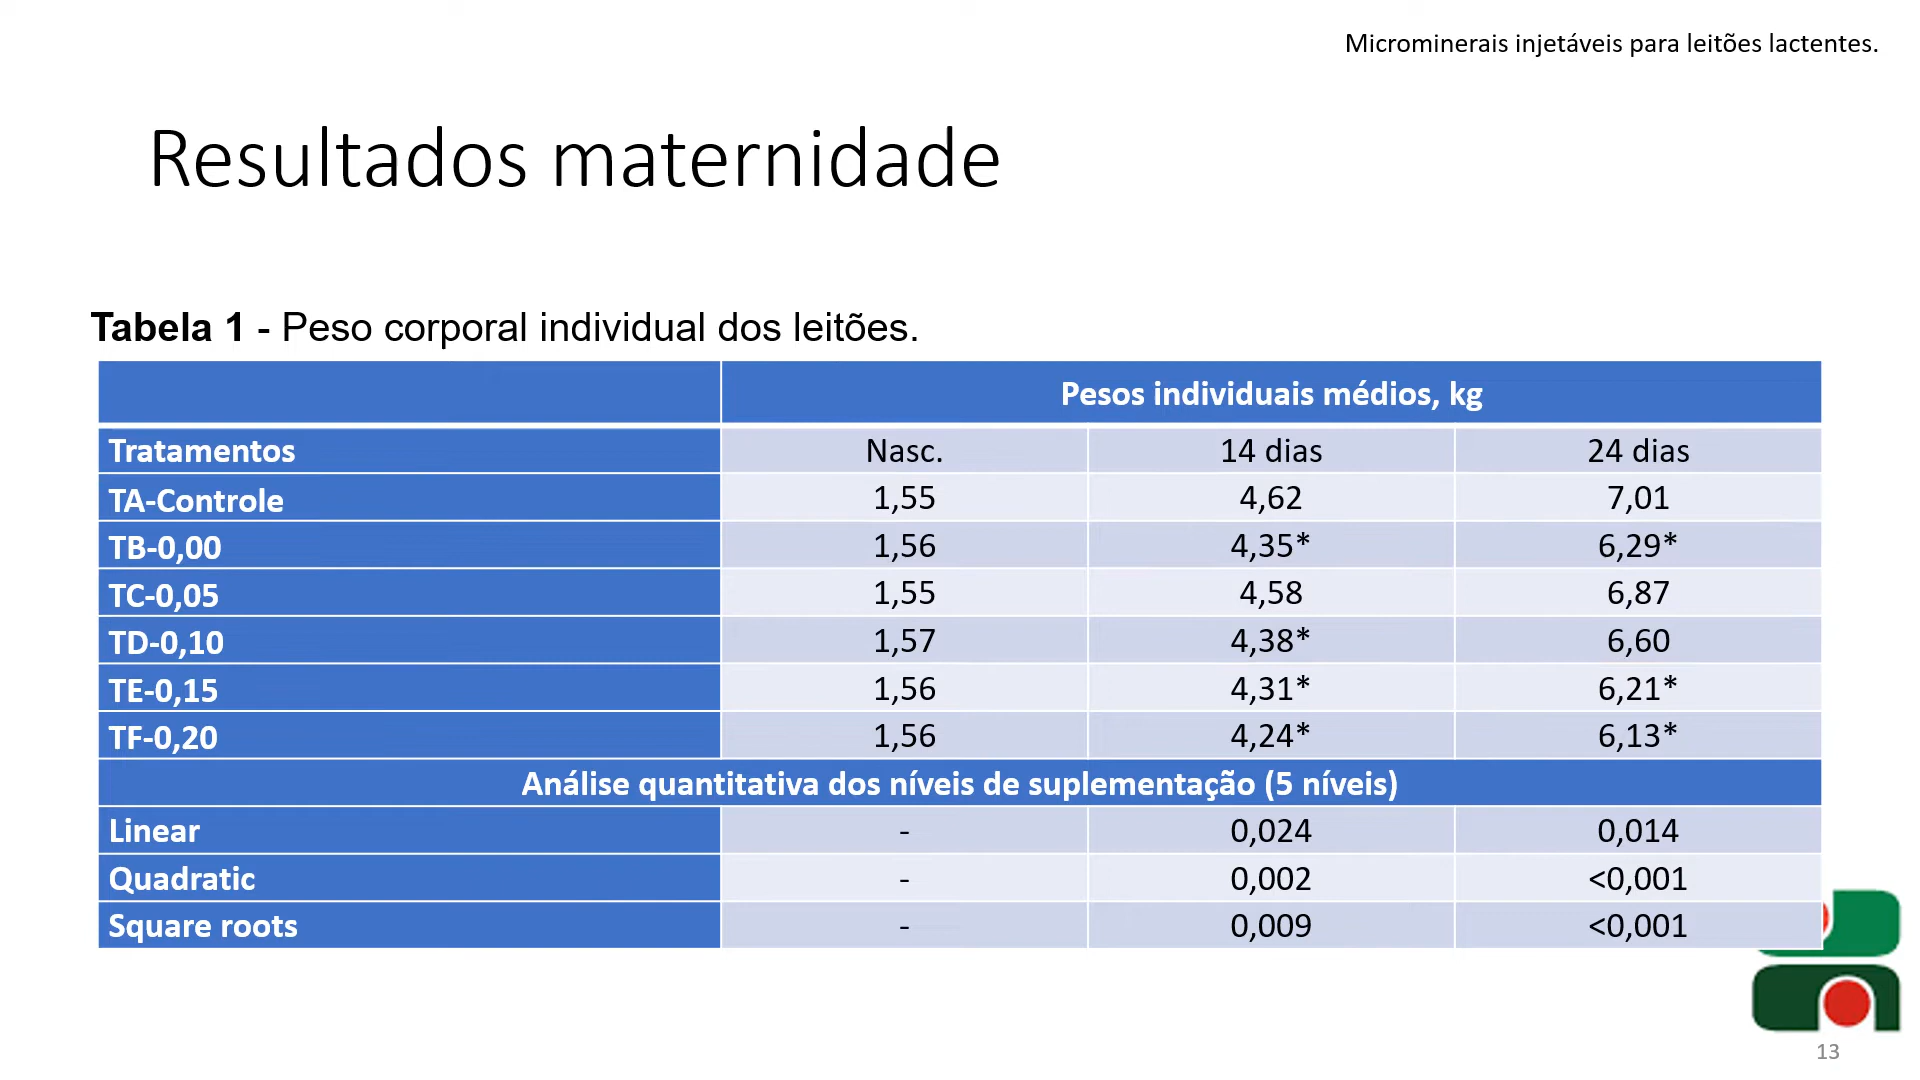 Microminerais injetáveis para leitões lactentes.
Resultados maternidade
Tabela 1 - Peso corporal individual dos leitões.
Pesos individuais médios, kg
Tratamentos Nasc. 14 dias 24 dias
TA-Controle 1,55 4,62 7,01
TB-0,00 1,56 4,35* 6,29*
TC-0,05 1,55 4,58 6,87
TD-0,10 1,57 4,38* 6,60
TE-0,15 1,56 4,31* 6,21*
TF-0,20 1,56 4,24* 6,13*
Análise quantitativa dos níveis de suplementação (5 níveis)
Linear - 0,024 0,014
Quadratic - 0,002 <0,001
Square roots - 0,009 <0,001
13